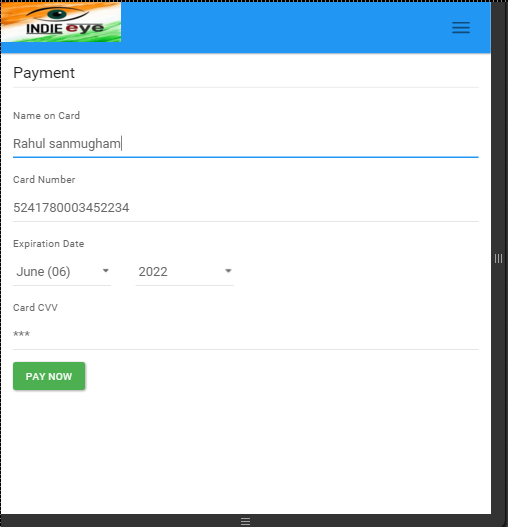 INDIE eye
Payment
Name on Card
Rahul sanmugham
Card Number
5241780003452234
Expiration Date
June (06) 2022
Card CVV
***
PAY NOW